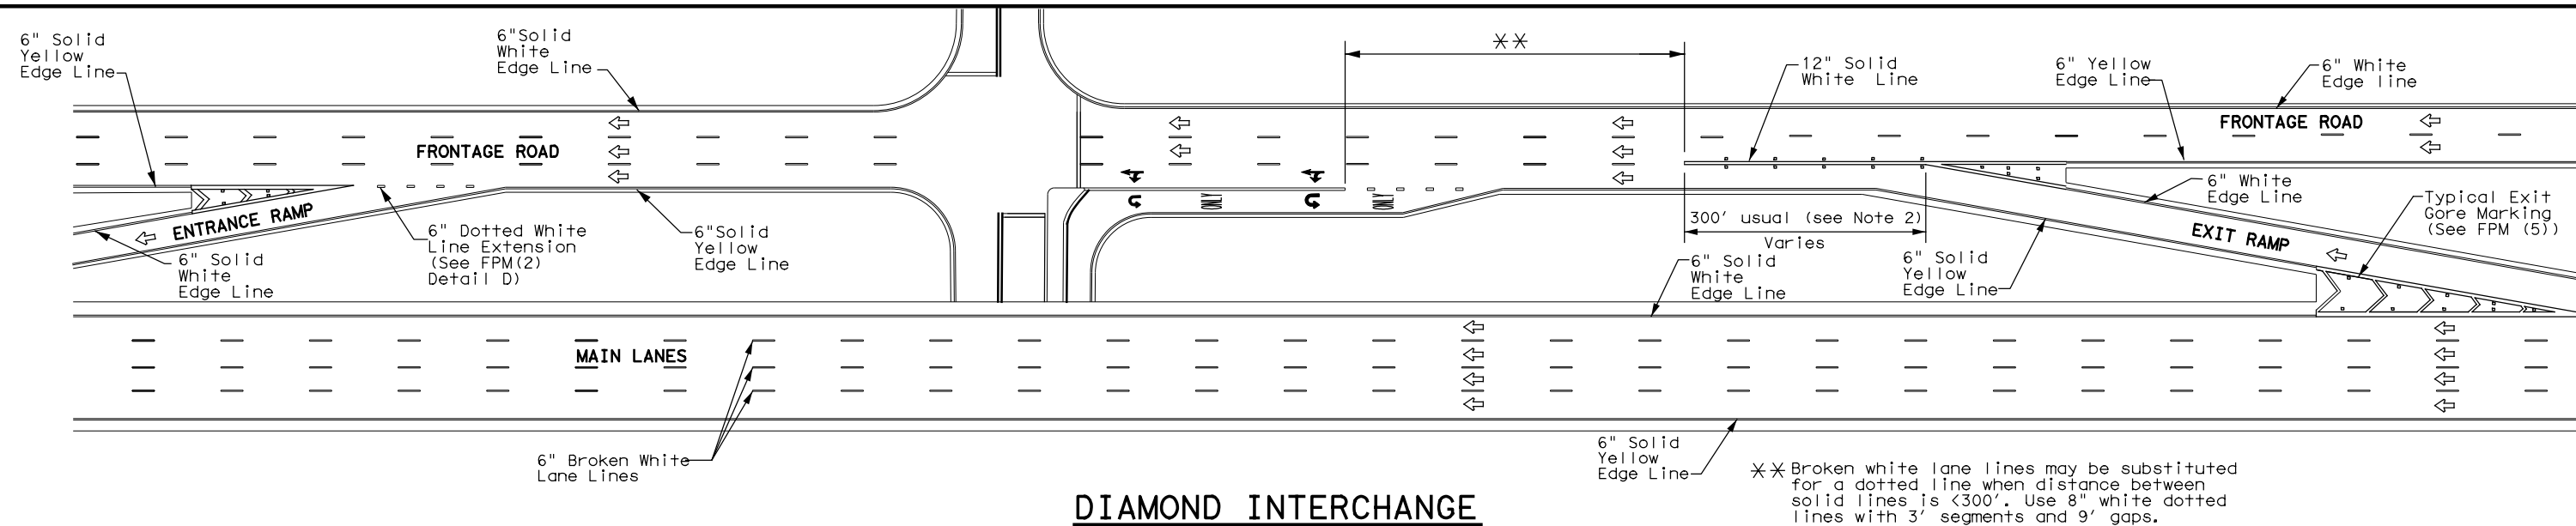 6" Solid
Yellow
Edge Line
6"Solid
White
Edge Line
**
12" Solid
White Line
6" Yellow
Edge Line
6" White
Edge line
FRONTAGE ROAD
FRONTAGE ROAD
ENTRANCE RAMP
6" Solid
White
Edge Line
6" Dotted White
Line Extension
(See FPM(2)
Detail D)
6"Solid
Yellow
Edge Line
ONLY
ONLY
300' usual (see Note 2)
Varies
6" Solid
White
Edge Line
6" Solid
Yellow
Edge Line
6" White
Edge Line
EXIT RAMP
Typical Exit
Gore Marking
(See FPM (5))
MAIN LANES
6" Broken White
Lane Lines
6" Solid
Yellow
Edge Line
** Broken white lane lines may be substituted
for a dotted line when distance between
solid lines is <300'. Use 8" white dotted
lines with 3' segments and 9' gaps.
DIAMOND INTERCHANGE